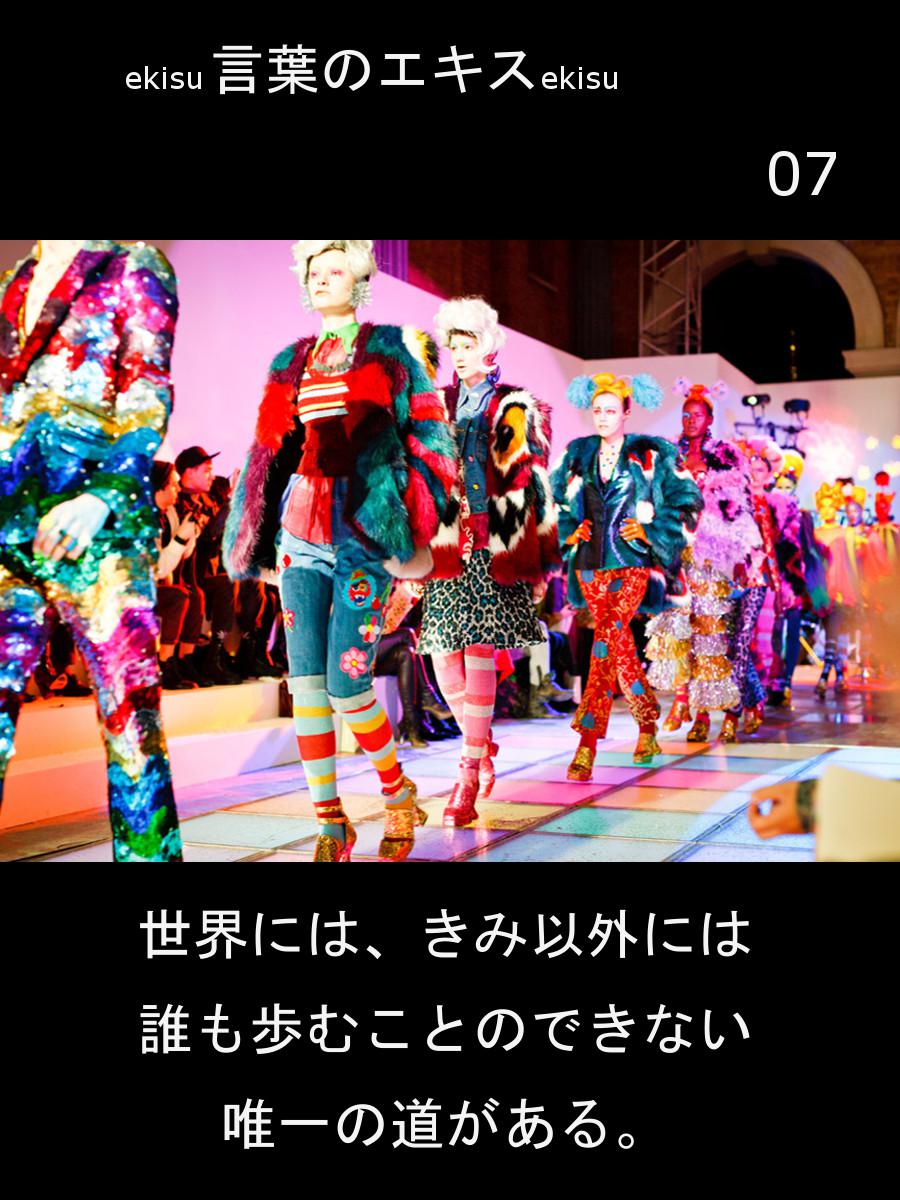 ekisu 言葉のエキス ekisu
07
世界には、きみ以外には
誰も歩むことのできない
唯一の道がある。